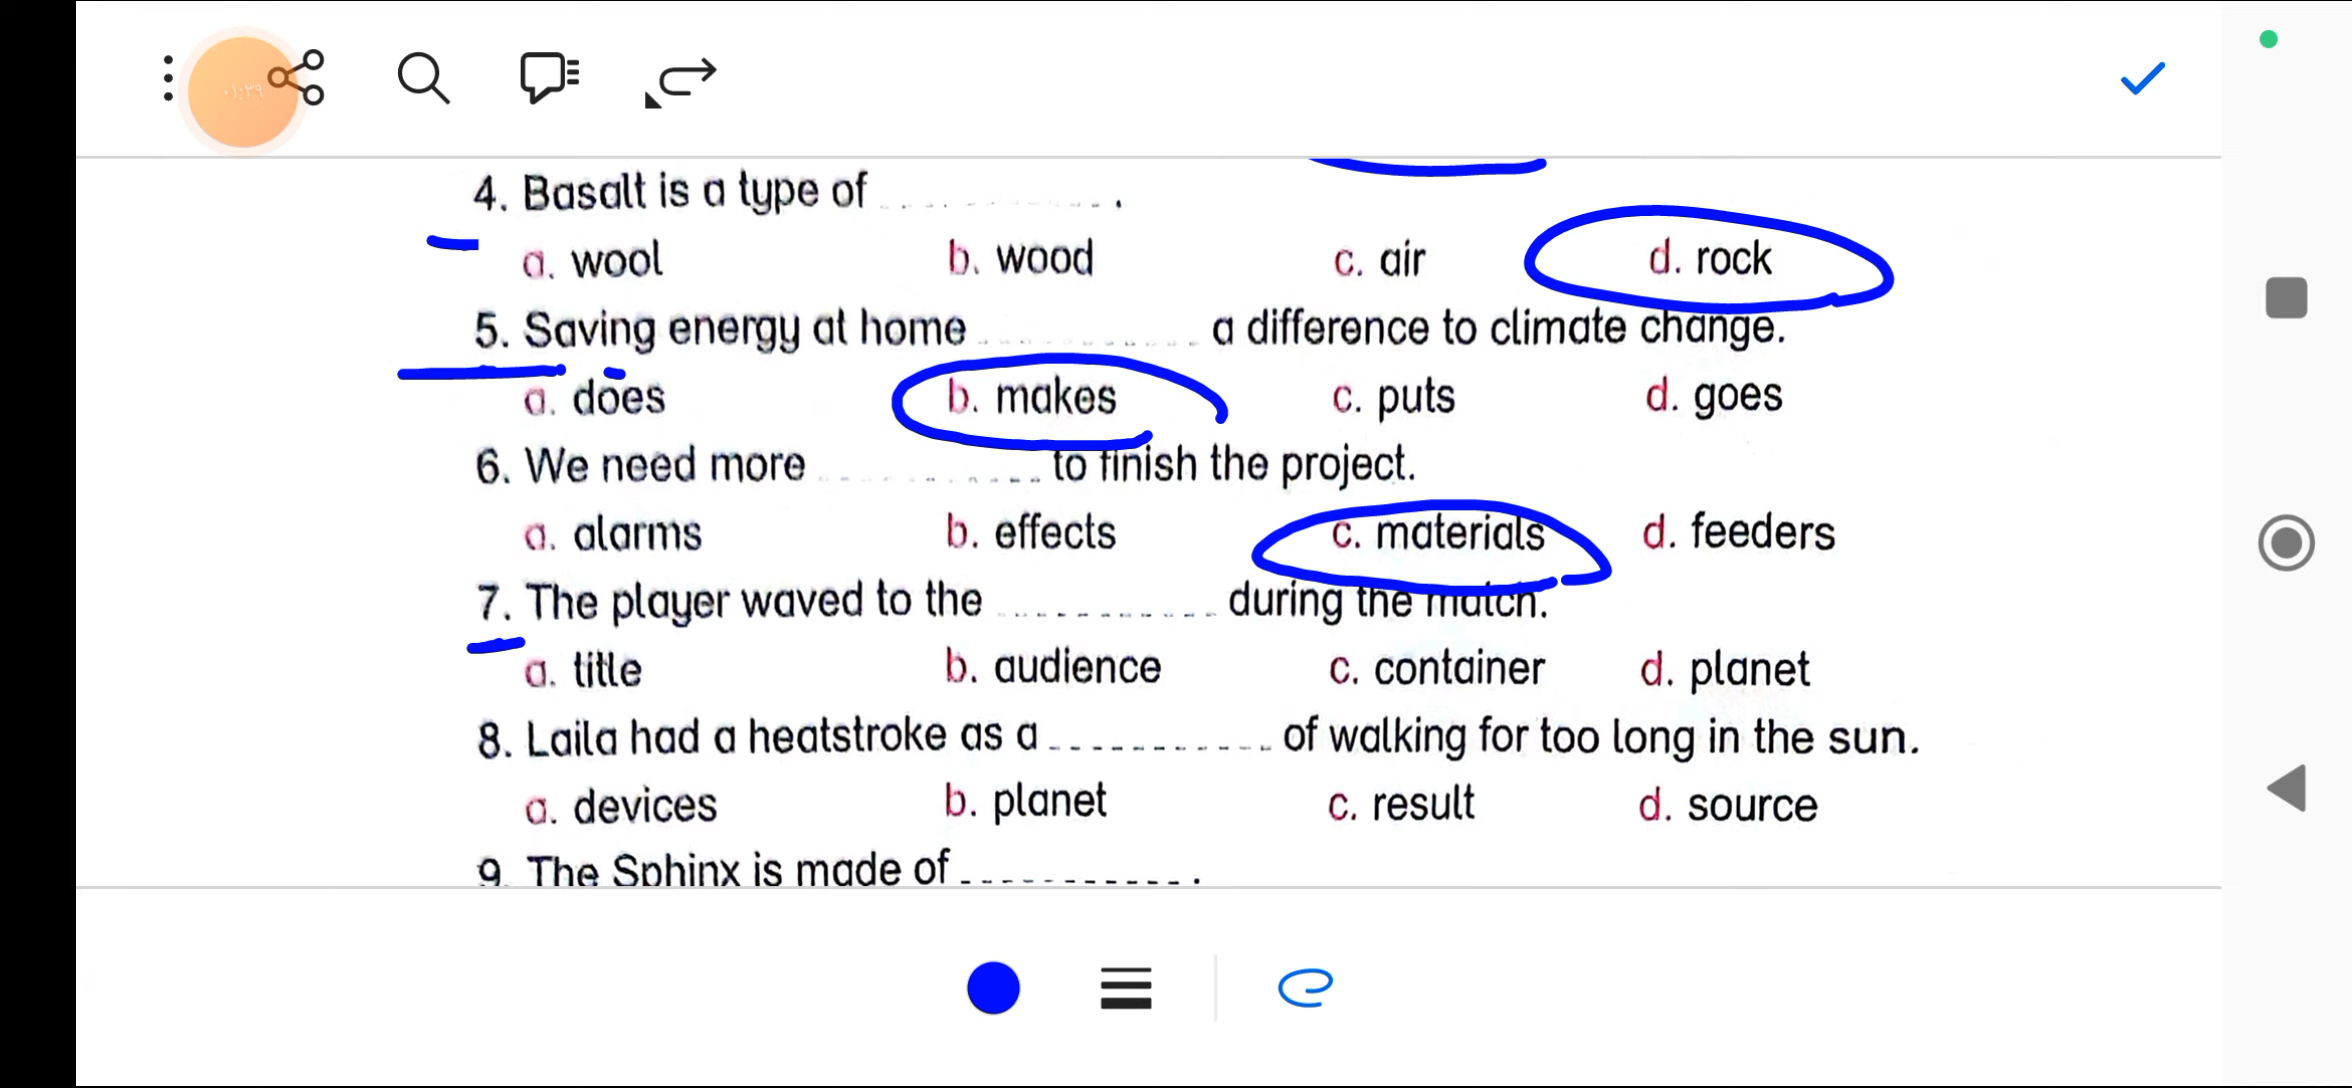 ٠١:٢٩
4. Basalt is a type of ............ .
a. wool b. wood c. air d. rock
5. Saving energy at home ............ a difference to climate change.
a. does b. makes c. puts d. goes
6. We need more ............ to finish the project.
a. alarms b. effects c. materials d. feeders
7. The player waved to the ............ during the match.
a. title b. audience c. container d. planet
8. Laila had a heatstroke as a ............ of walking for too long in the sun.
a. devices b. planet c. result d. source
9. The Sphinx is made of ............ .